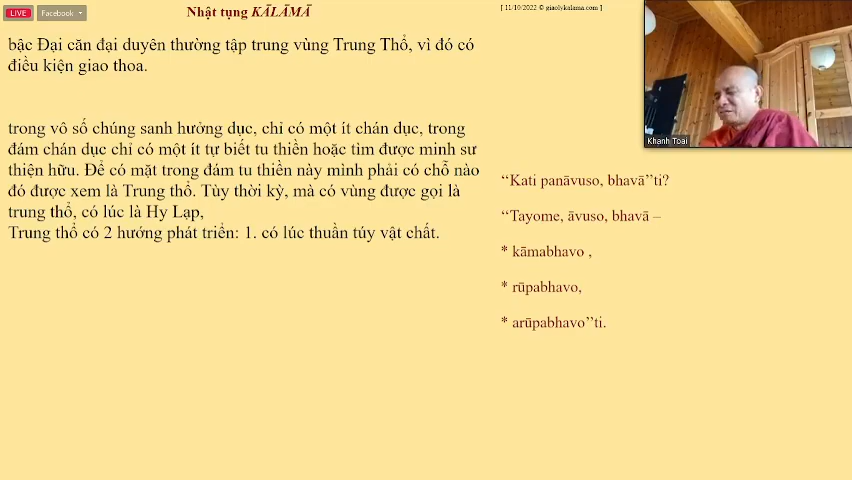 LIVE
Facebook
Nhật tụng KĀLĀMĀ
[ 11/10/2022 © giaolykalama.com ]
bậc Đại căn đại duyên thường tập trung vùng Trung Thổ, vì đó có
điều kiện giao thoa.
trong vô số chúng sanh hưởng dục, chỉ có một ít chán dục, trong
đám chán dục chỉ có một ít tự biết tu thiền hoặc tìm được minh sư
thiện hữu. Để có mặt trong đám tu thiền này mình phải có chỗ nào
đó được xem là Trung thổ. Tùy thời kỳ, mà có vùng được gọi là
trung thổ, có lúc là Hy Lạp,
Trung thổ có 2 hướng phát triển: 1. có lúc thuần túy vật chất.
Khanh Toai
“Kati panāvuso, bhavā”ti?
“Tayome, āvuso, bhavā –
* kāmabhavo ,
* rūpabhavo,
* arūpabhavo”ti.